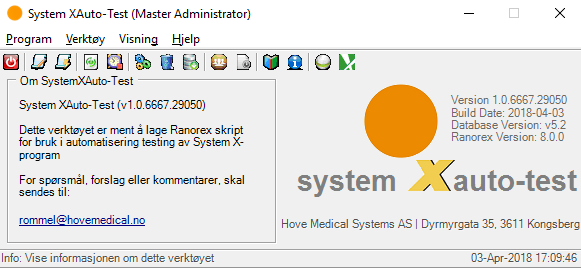 System XAuto-Test (Master Administrator)
Program Verktøy Visning Hjelp
Om SystemXAuto-Test
System XAuto-Test (v1.0.6667.29050)
Dette verktøyet er ment å lage Ranorex skript
for bruk i automatisering testing av System X-
program
For spørsmål, forslag eller kommentarer, skal
sendes til:
rommel@hovemedical.no
Version 1.0.6667.29050
Build Date: 2018-04-03
Database Version: v5.2
Ranorex Version: 8.0.0
system X auto-test
Hove Medical Systems AS | Dyrmyrgata 35, 3611 Kongsberg
Info: Vise informasjonen om dette verktøyet
03-Apr-2018 17:09:46